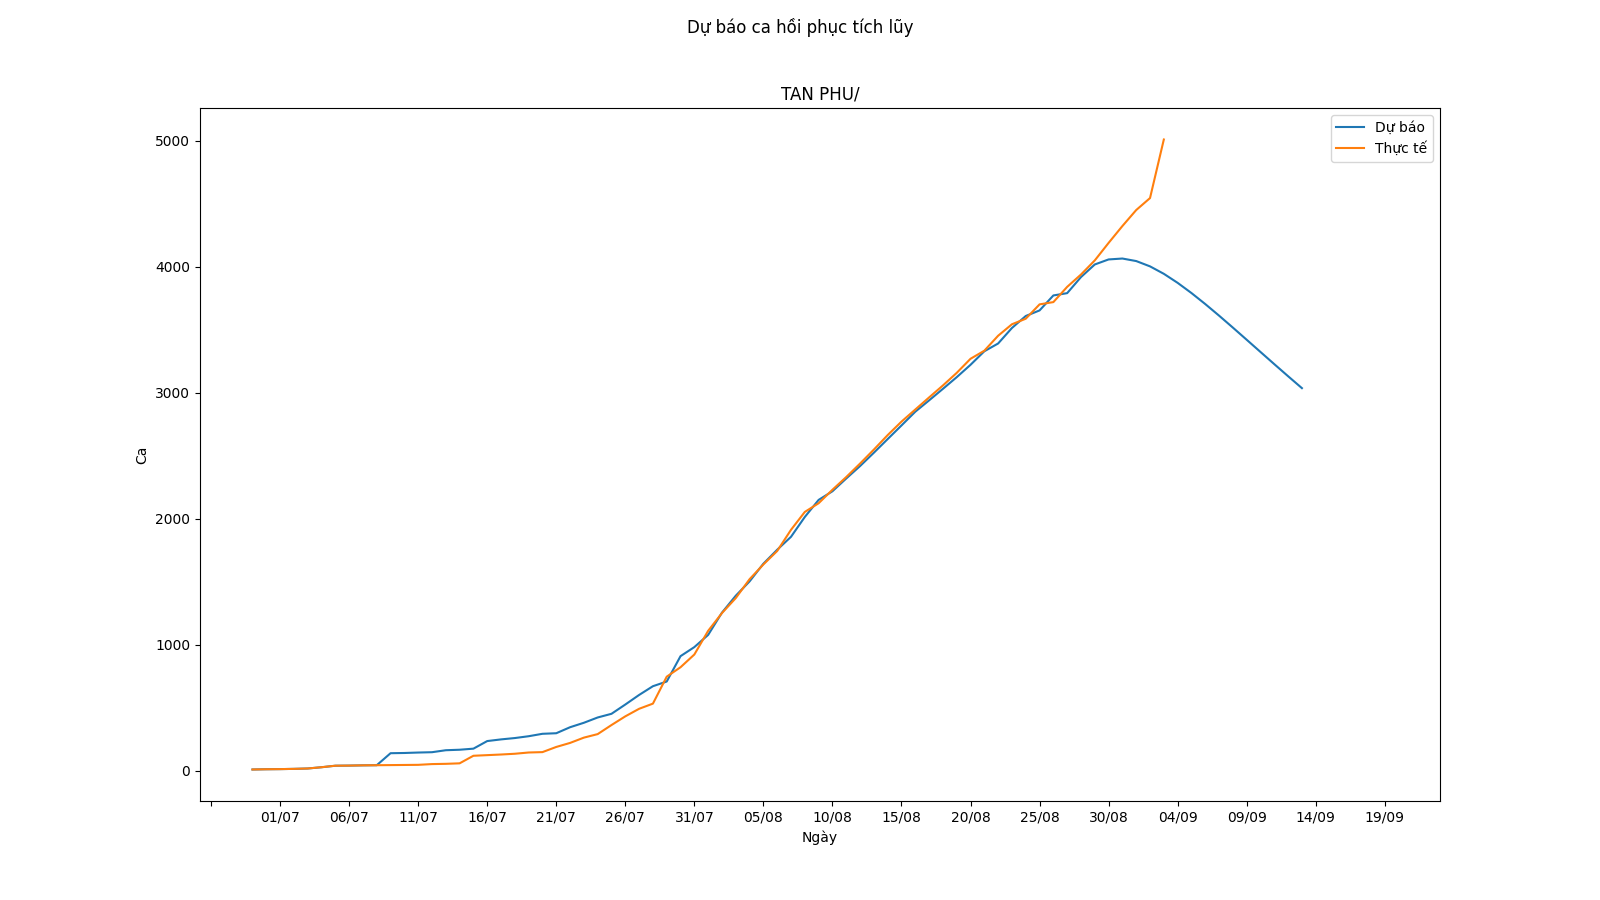 Dự báo ca hồi phục tích lũy
TAN PHU/
Dự báo
Thực tế
5000
4000
3000
2000
1000
0
Ca
01/07 06/07 11/07 16/07 21/07 26/07 31/07 05/08 10/08 15/08 20/08 25/08 30/08 04/09 09/09 14/09 19/09
Ngày